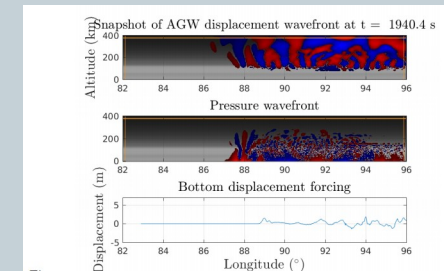 Snapshot of AGW displacement wavefront at t = 1940.4 s
Altitude (km)
400
200
0
82 84 86 88 90 92 94 96
Pressure wavefront
400
200
0
82 84 86 88 90 92 94 96
Bottom displacement forcing
Displacement (m)
5
0
-5
82 84 86 88 90 92 94 96
Longitude (°)